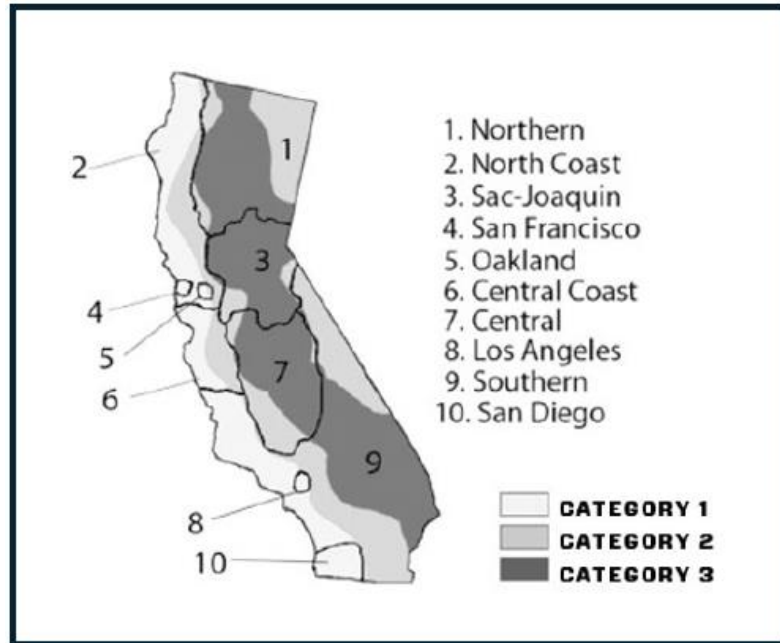 1
2
3
4
5
6
7
8
9
10
1. Northern
2. North Coast
3. Sac-Joaquin
4. San Francisco
5. Oakland
6. Central Coast
7. Central
8. Los Angeles
9. Southern
10. San Diego
CATEGORY 1
CATEGORY 2
CATEGORY 3